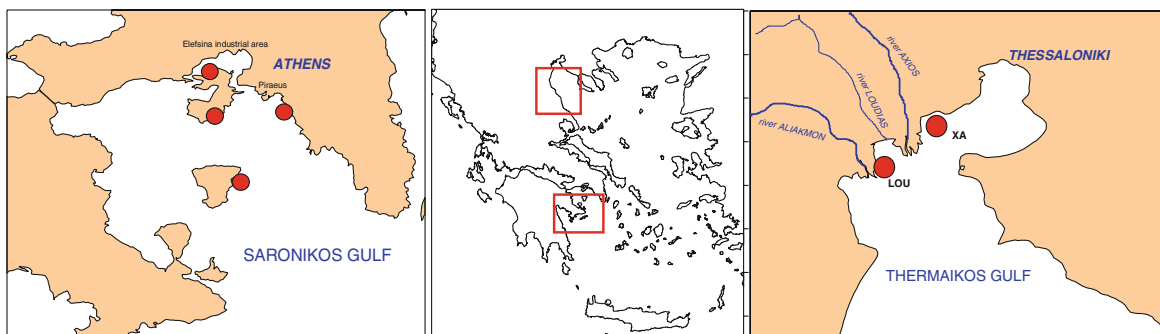 Elefsina industrial area
ATHENS
Piraeus
SARONIKOS GULF
THESSALONIKI
river AXIOS
river LOUDIAS
river ALIAKMON
XA
LOU
THERMAIKOS GULF